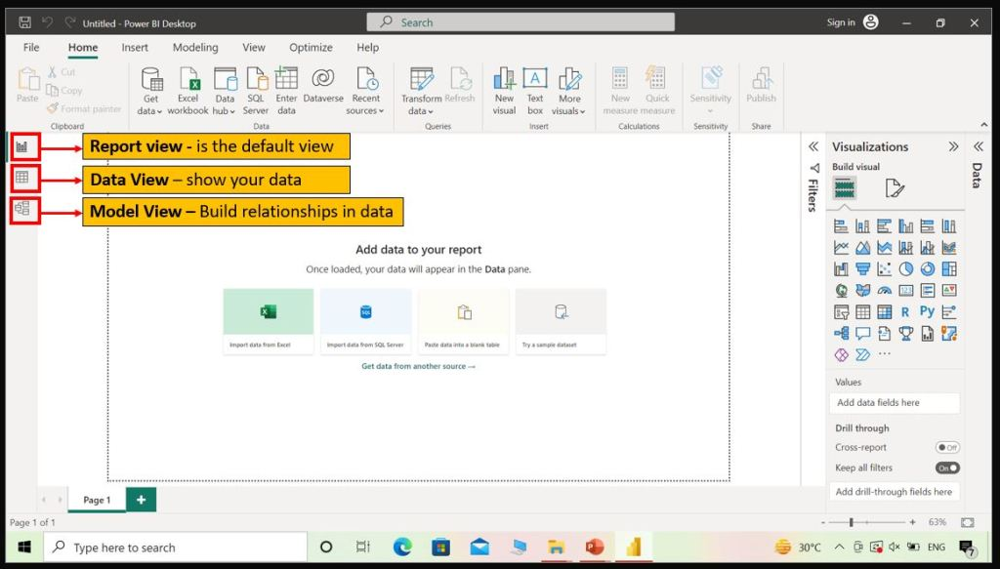 Untitled - Power BI Desktop
Search
Sign in
File Home Insert Modeling View Optimize Help
Paste
Cut
Copy
Format painter
Clipboard
Get data
Excel workbook
Data hub
SQL Server
Enter data
Dataverse
Recent sources
Data
Transform data
Refresh
Queries
New visual
Text box
More visuals
Insert
New measure
Quick measure
Calculations
Sensitivity
Sensitivity
Publish
Share
Report view - is the default view
Data View – show your data
Model View – Build relationships in data
Add data to your report
Once loaded, your data will appear in the Data pane.
SQL
Import data from Excel
Import data from SQL Server
Paste data into a blank table
Try a sample dataset
Get data from another source →
Filters
Visualizations
Build visual
123
R
Py
...
Values
Add data fields here
Drill through
Cross-report
Off
Keep all filters
On
Add drill-through fields here
Data
Page 1
+
Page 1 of 1
- + 63%
Type here to search
30°C
ENG
7